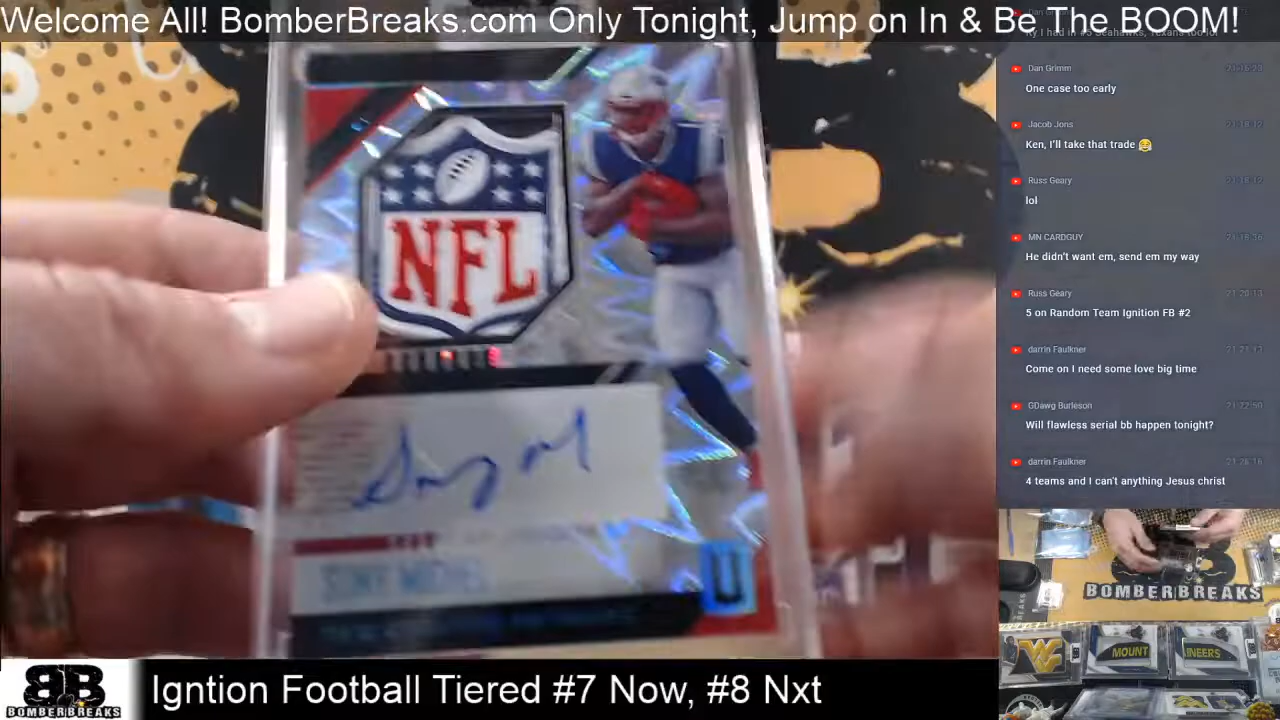 Welcome All! BomberBreaks.com Only Tonight, Jump on In & Be The BOOM!
Dan Grimm
Dan Grimm
One case too early
Jacob Jons
Ken, I'll take that trade 😂
Russ Geary
lol
MN CARDGUY
He didn't want em, send em my way
Russ Geary
5 on Random Team Ignition FB #2
darrin Faulkner
Come on I need some love big time
GDawg Burleson
Will flawless serial bb happen tonight?
darrin Faulkner
4 teams and I can't anything Jesus christ
NFL
SONY MICHEL
U
BOMBERBREAKS
MOUNT
INEERS
BB
BOMBERBREAKS
Igntion Football Tiered #7 Now, #8 Nxt